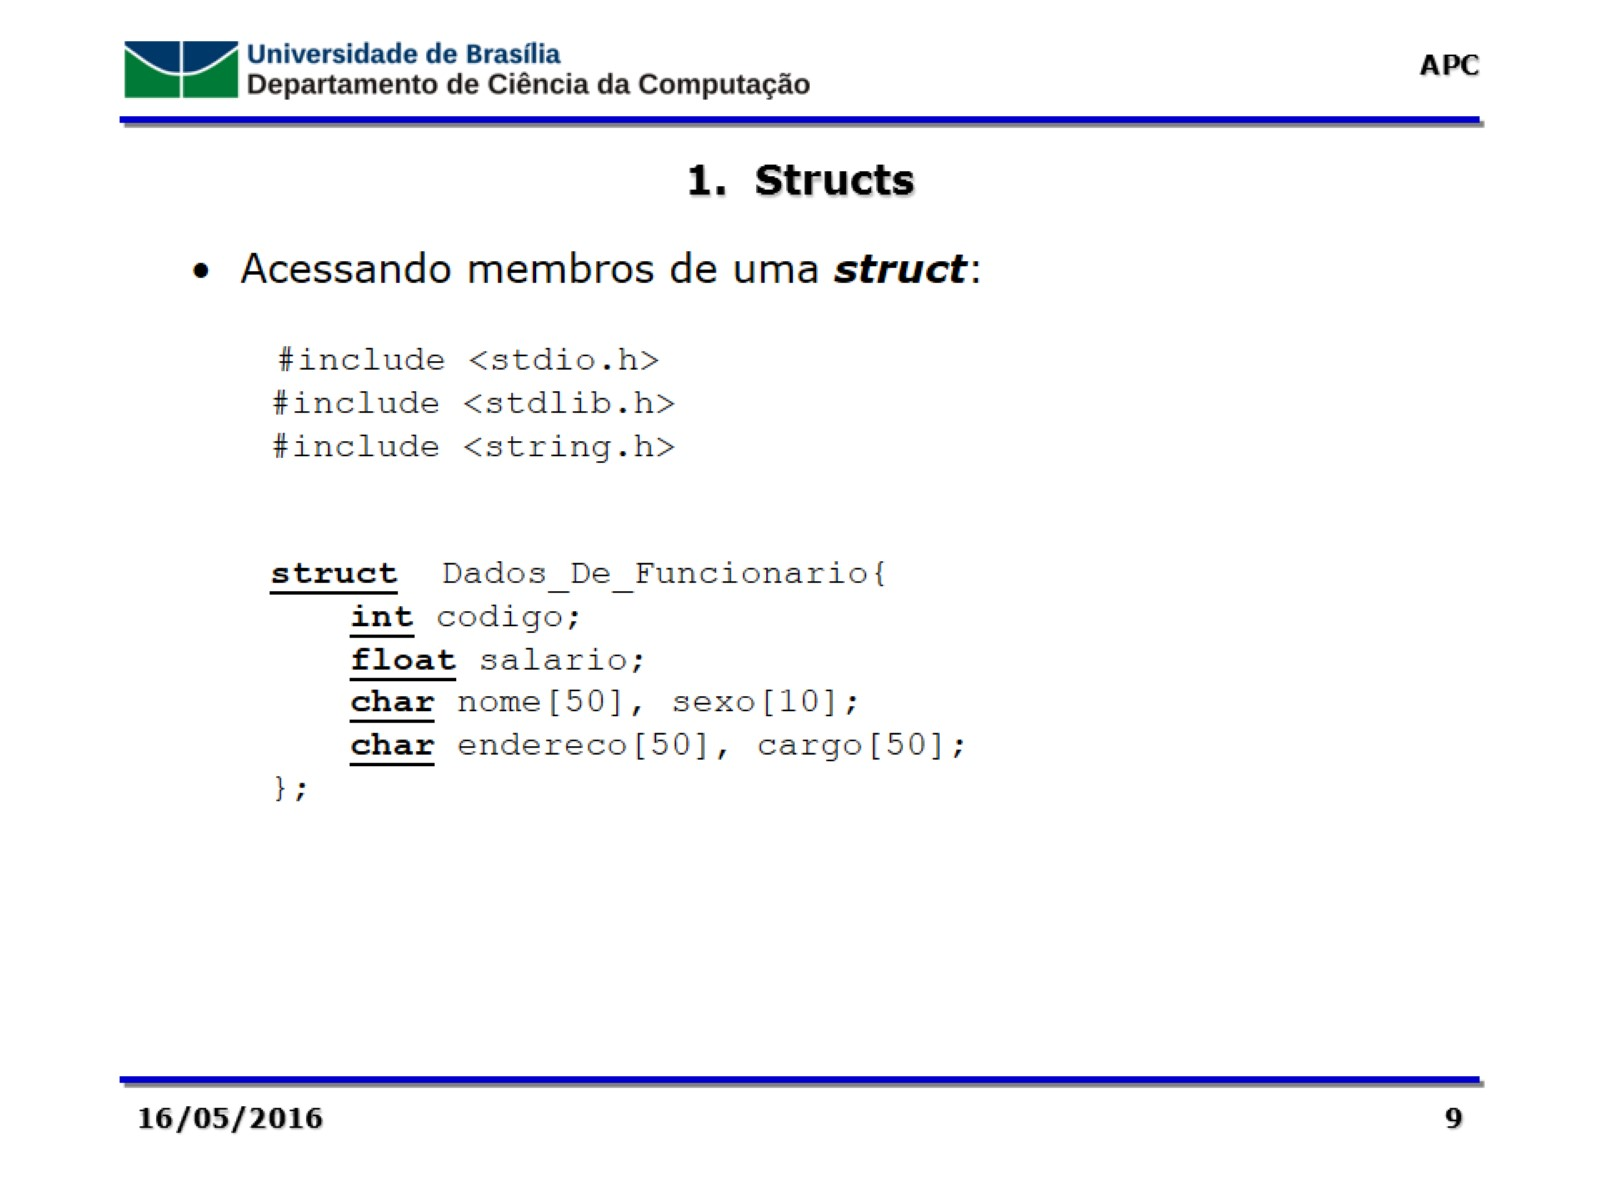 Universidade de Brasília
Departamento de Ciência da Computação
APC
1. Structs
• Acessando membros de uma struct:
#include <stdio.h>
#include <stdlib.h>
#include <string.h>
struct Dados_De_Funcionario{
int codigo;
float salario;
char nome[50], sexo[10];
char endereco[50], cargo[50];
};
16/05/2016
9